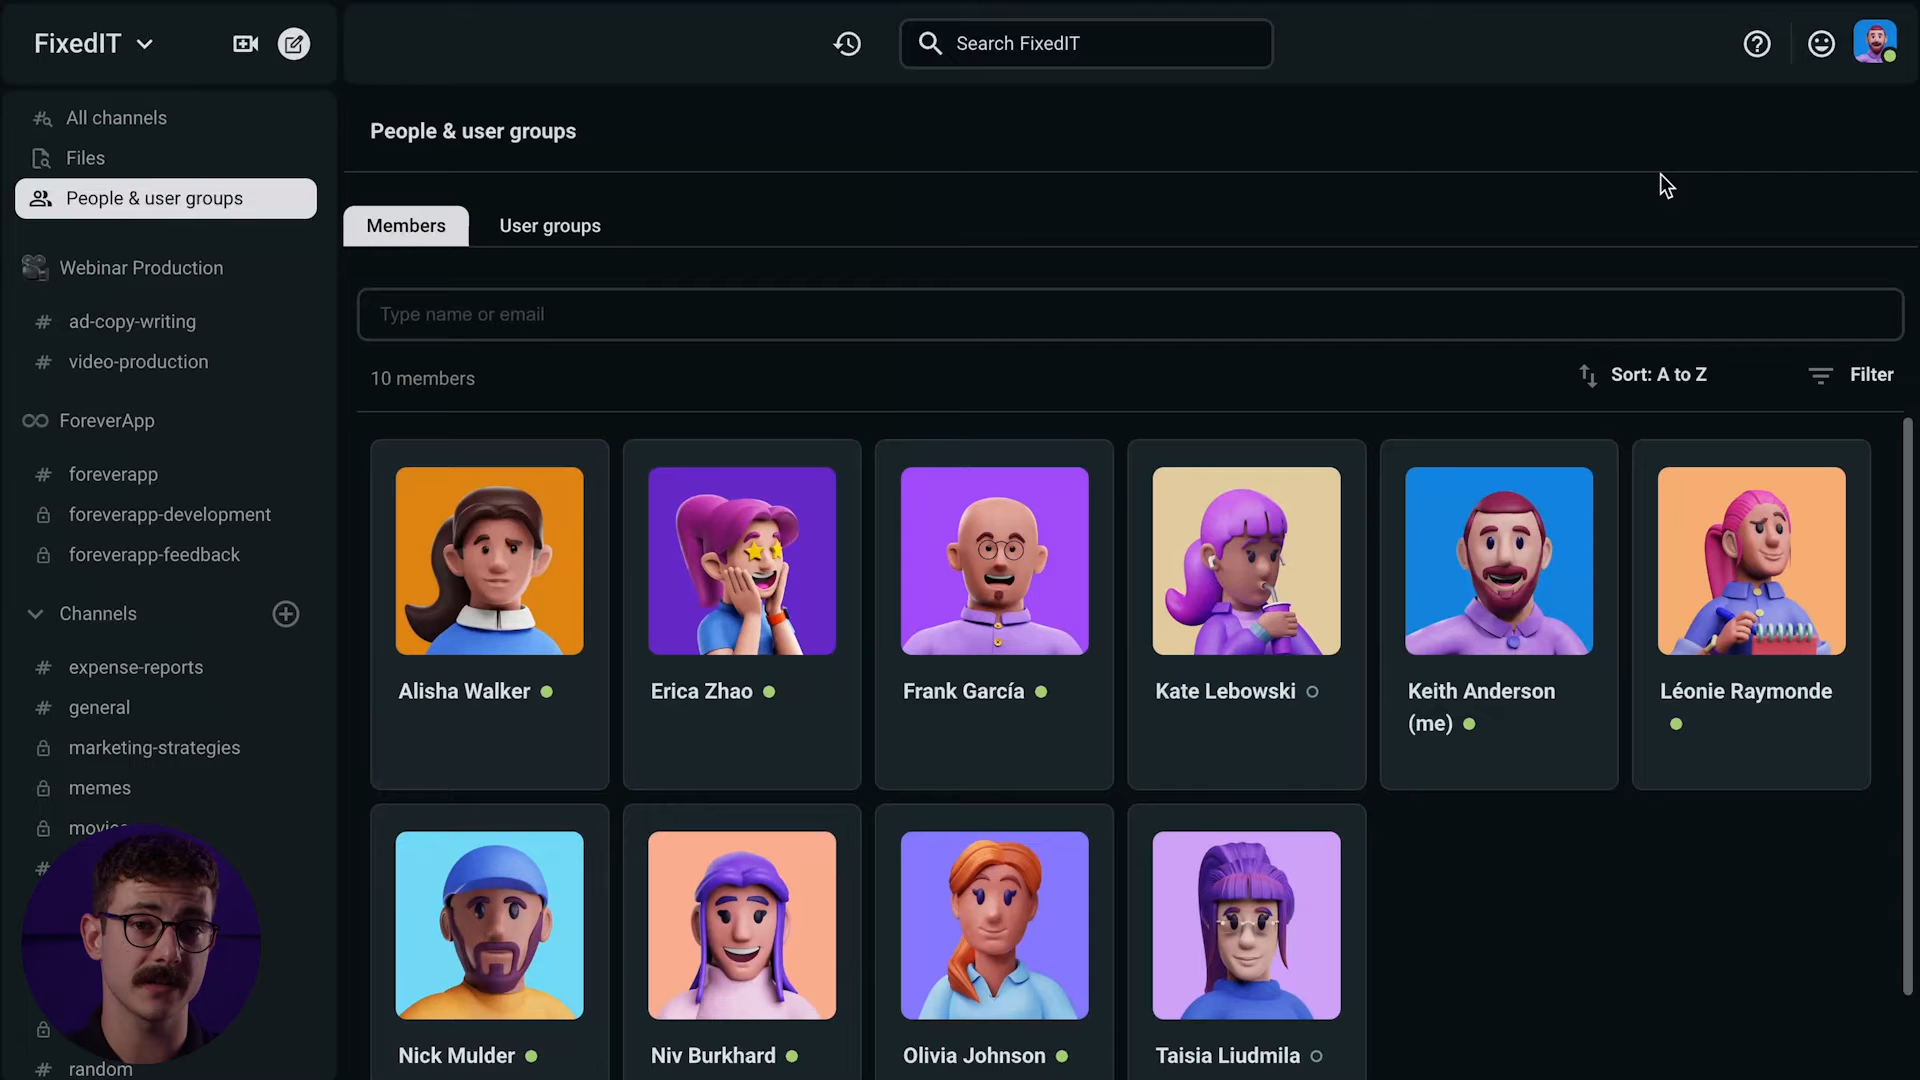 FixedIT
Search FixedIT
All channels
Files
People & user groups
Webinar Production
ad-copy-writing
video-production
ForeverApp
foreverapp
foreverapp-development
foreverapp-feedback
Channels
expense-reports
general
marketing-strategies
memes
random
People & user groups
Members
User groups
Type name or email
10 members
Sort: A to Z
Filter
Alisha Walker
Erica Zhao
Frank García
Kate Lebowski
Keith Anderson
(me)
Léonie Raymonde
Nick Mulder
Niv Burkhard
Olivia Johnson
Taisia Liudmila